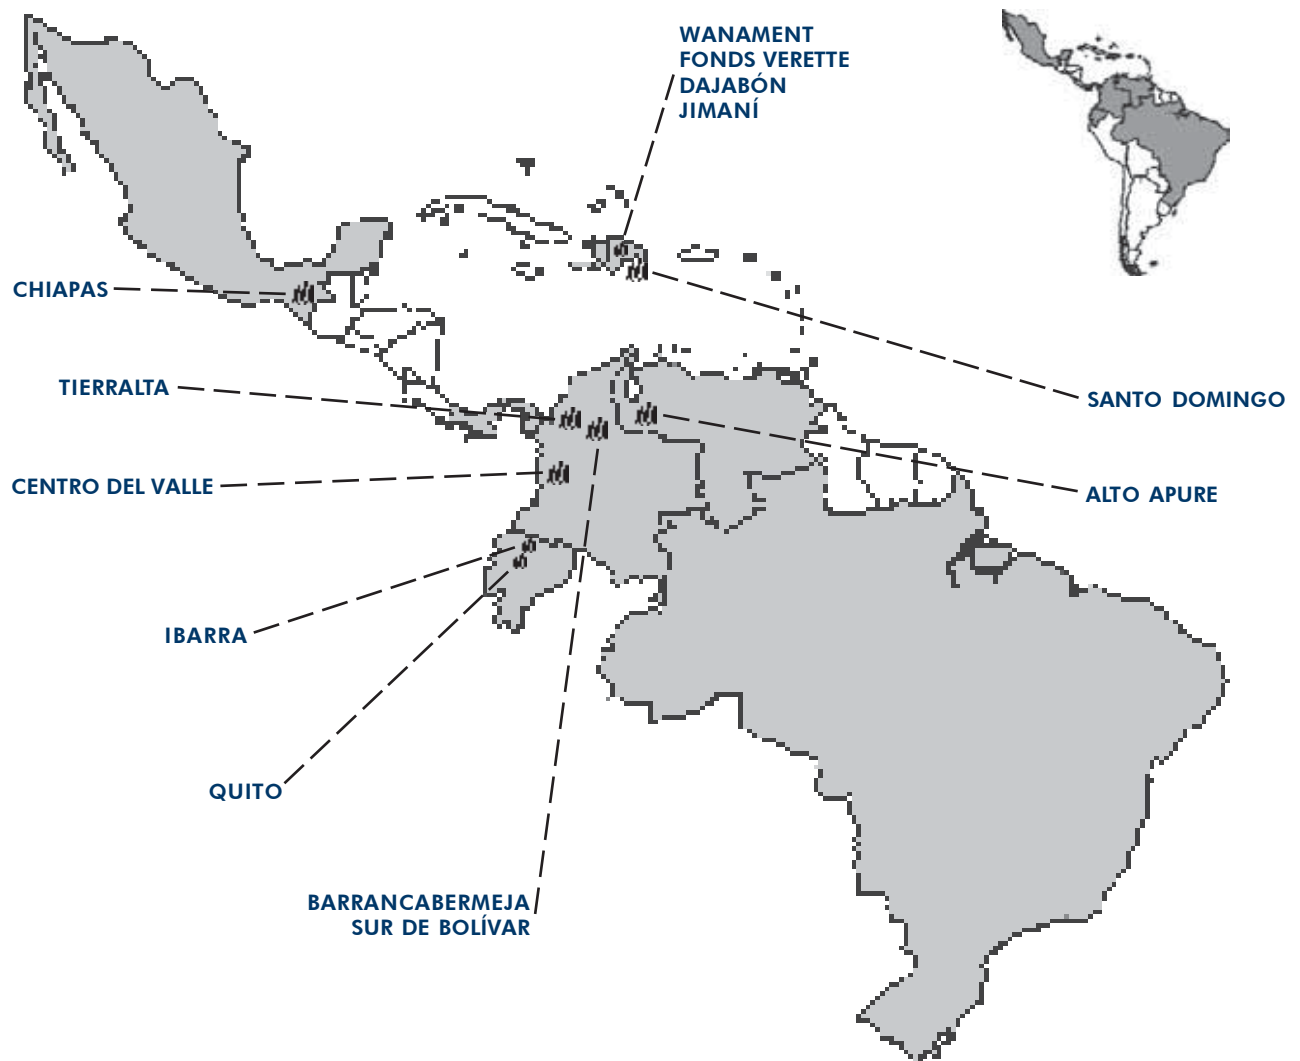 WANAMENT
FONDS VERETTE
DAJABÓN
JIMANÍ
CHIAPAS
TIERRALTA
SANTO DOMINGO
CENTRO DEL VALLE
ALTO APURE
IBARRA
QUITO
BARRANCABERMEJA
SUR DE BOLÍVAR